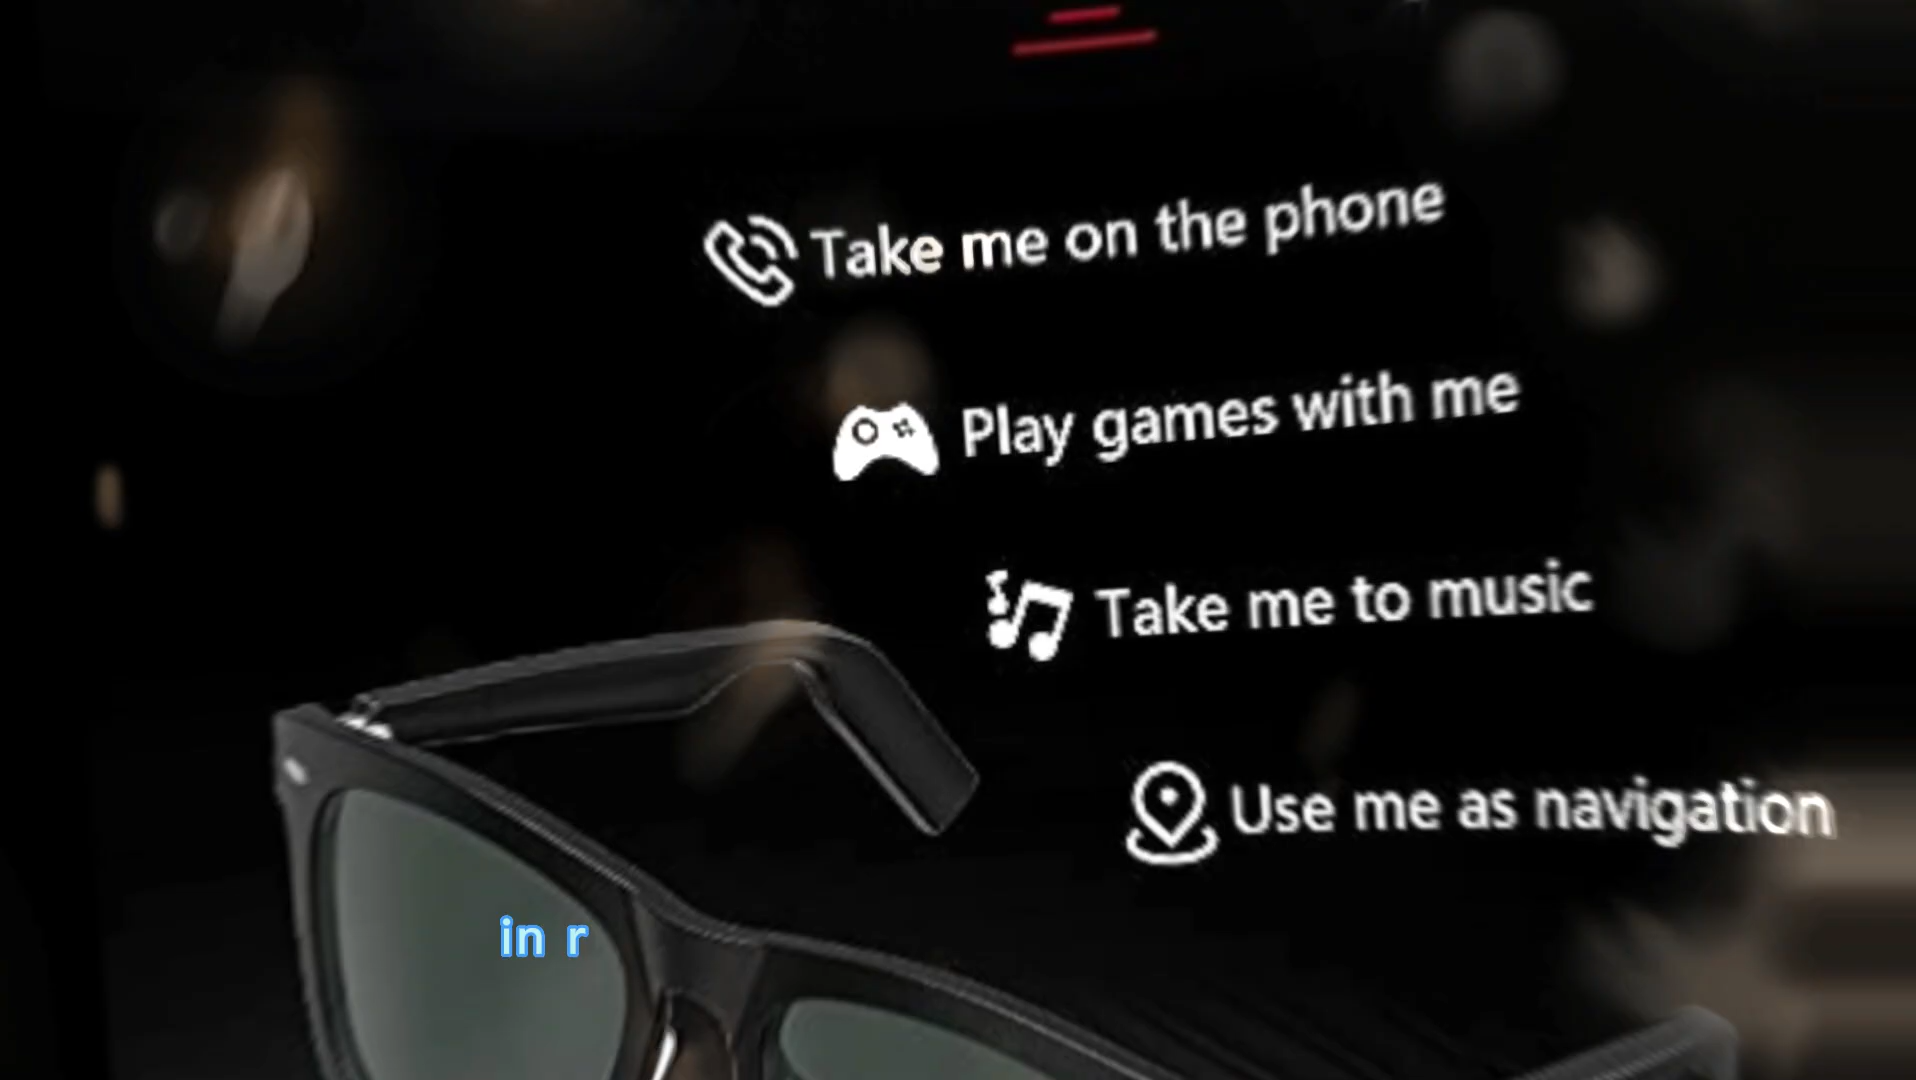 Take me on the phone
Play games with me
Take me to music
Use me as navigation
in r